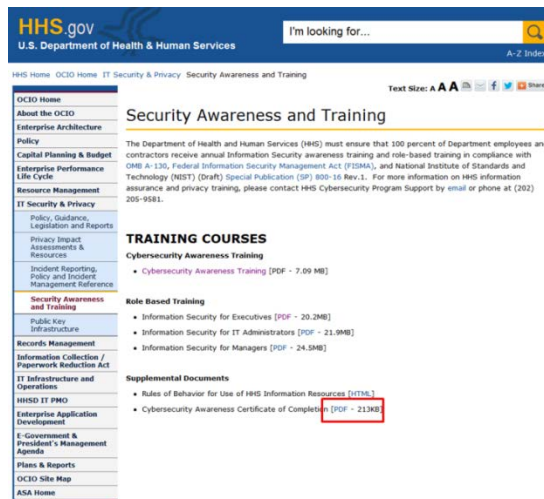 HHS.gov
U.S. Department of Health & Human Services
I'm looking for...
A-Z Index
HHS Home OCIO Home IT Security & Privacy Security Awareness and Training
Text Size: A A A
Share
OCIO Home
About the OCIO
Enterprise Architecture
Policy
Capital Planning & Budget
Enterprise Performance
Life Cycle
Resource Management
IT Security & Privacy
Policy, Guidance,
Legislation and Reports
Privacy Impact
Assessments &
Resources
Incident Reporting,
Policy and Incident
Management Reference
Security Awareness
and Training
Public Key
Infrastructure
Records Management
Information Collection /
Paperwork Reduction Act
IT Infrastructure and
Operations
HHSD IT PMO
Enterprise Application
Development
E-Government &
President's Management
Agenda
Plans & Reports
OCIO Site Map
ASA Home
Security Awareness and Training
The Department of Health and Human Services (HHS) must ensure that 100 percent of Department employees an
contractors receive annual Information Security awareness training and role-based training in compliance with
OMB A-130, Federal Information Security Management Act (FISMA), and National Institute of Standards and
Technology (NIST) (Draft) Special Publication (SP) 800-16 Rev.1. For more information on HHS information
assurance and privacy training, please contact HHS Cybersecurity Program Support by email or phone at (202)
205-9581.
TRAINING COURSES
Cybersecurity Awareness Training
• Cybersecurity Awareness Training [PDF - 7.09 MB]
Role Based Training
• Information Security for Executives [PDF - 20.2MB]
• Information Security for IT Administrators [PDF - 21.9MB]
• Information Security for Managers [PDF - 24.5MB]
Supplemental Documents
• Rules of Behavior for Use of HHS Information Resources [HTML]
• Cybersecurity Awareness Certificate of Completion [PDF - 213KB]